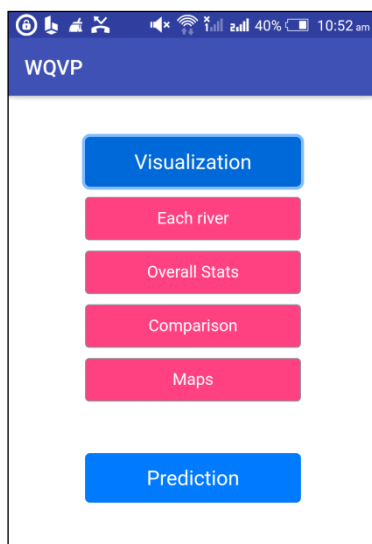 40% 10:52 am
WQVP
Visualization
Each river
Overall Stats
Comparison
Maps
Prediction